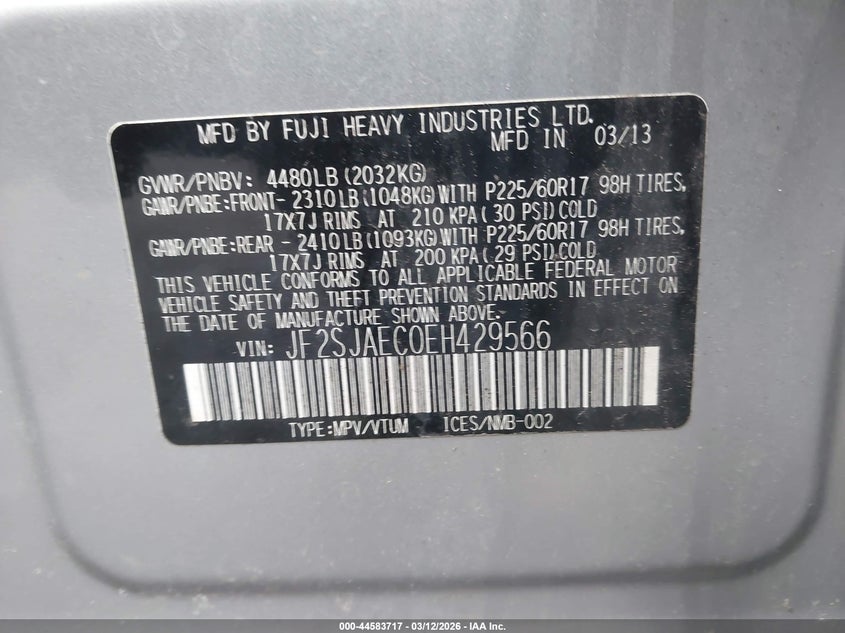 MFD BY FUJI HEAVY INDUSTRIES LTD.
MFD IN 03/13
GVWR/PNBV: 4480LB(2032KG)
GAWR/PNBE:FRONT- 2310LB(1048KG)WITH P225/60R17 98H TIRES,
17X7J RIMS AT 210 KPA(30 PSI)COLD
GAWR/PNBE:REAR - 2410LB(1093KG)WITH P225/60R17 98H TIRES,
17X7J RIMS AT 200 KPA(29 PSI)COLD
THIS VEHICLE CONFORMS TO ALL APPLICABLE FEDERAL MOTOR
VEHICLE SAFETY AND THEFT PREVENTION STANDARDS IN EFFECT ON
THE DATE OF MANUFACTURE SHOWN ABOVE.
VIN: JF2SJAEC0EH429566
TYPE:MPV/VTUM ICES/NMB-002
000-44583717 - 03/12/2026 - IAA Inc.